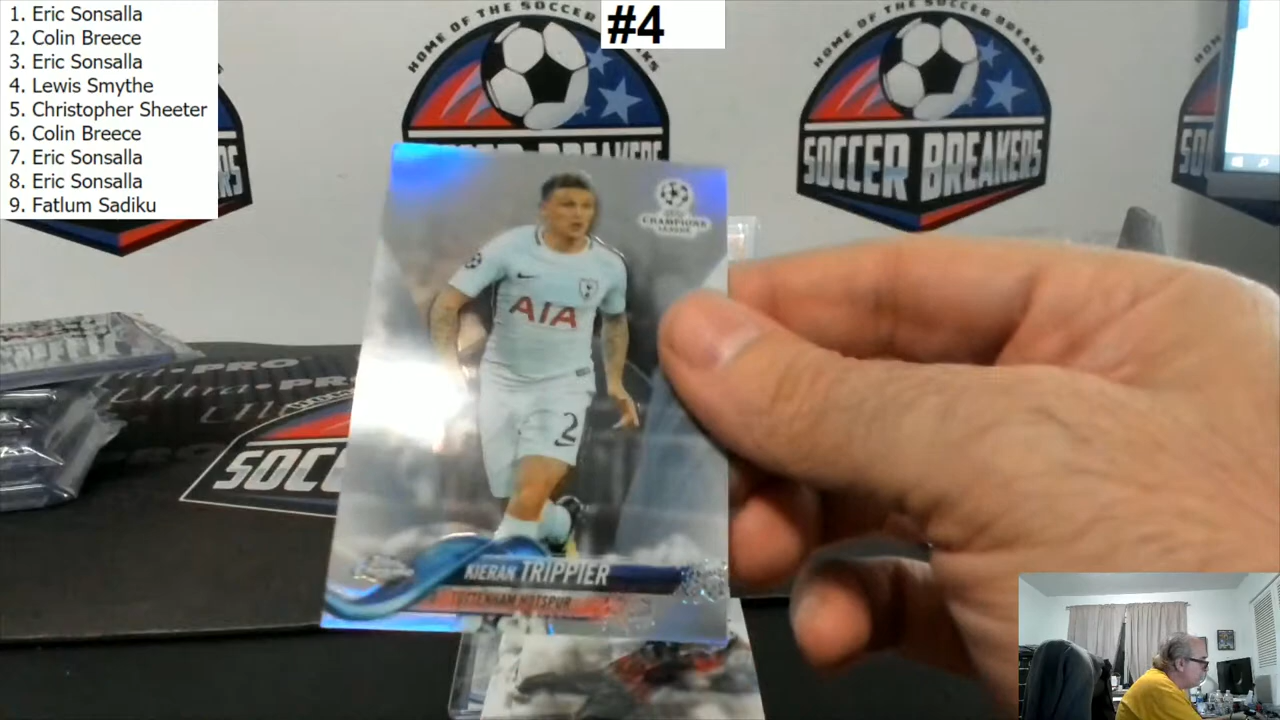 1. Eric Sonsalla
2. Colin Breece
3. Eric Sonsalla
4. Lewis Smythe
5. Christopher Sheeter
6. Colin Breece
7. Eric Sonsalla
8. Eric Sonsalla
9. Fatlum Sadiku
#4
HOME OF THE SOCCER BREAKS
HOME OF THE SOCCER BREAKS
SOCCER BREAKERS
SOCCER BREAKERS
CHAMPIONS
LEAGUE
AIA
2
KIERAN TRIPPIER
TOTTENHAM HOTSPUR
Ultra PRO
SOCC